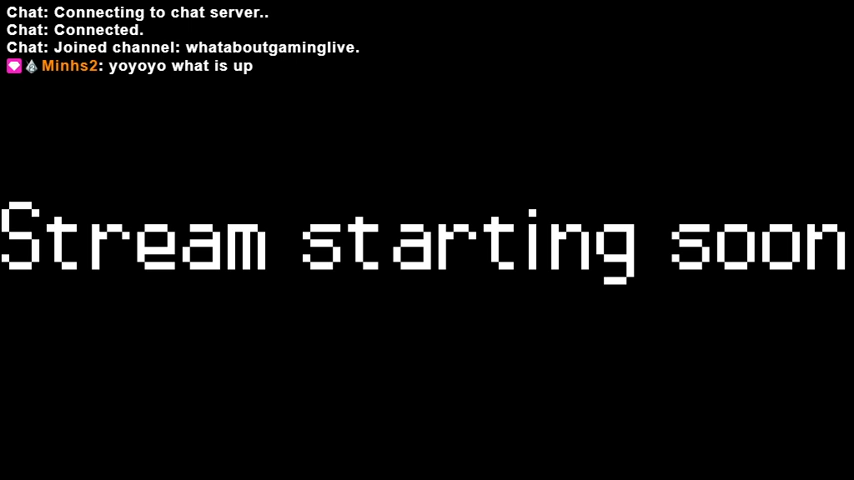 Chat: Connecting to chat server..
Chat: Connected.
Chat: Joined channel: whataboutgaminglive.
Minhs2: yoyoyo what is up
Stream starting soon